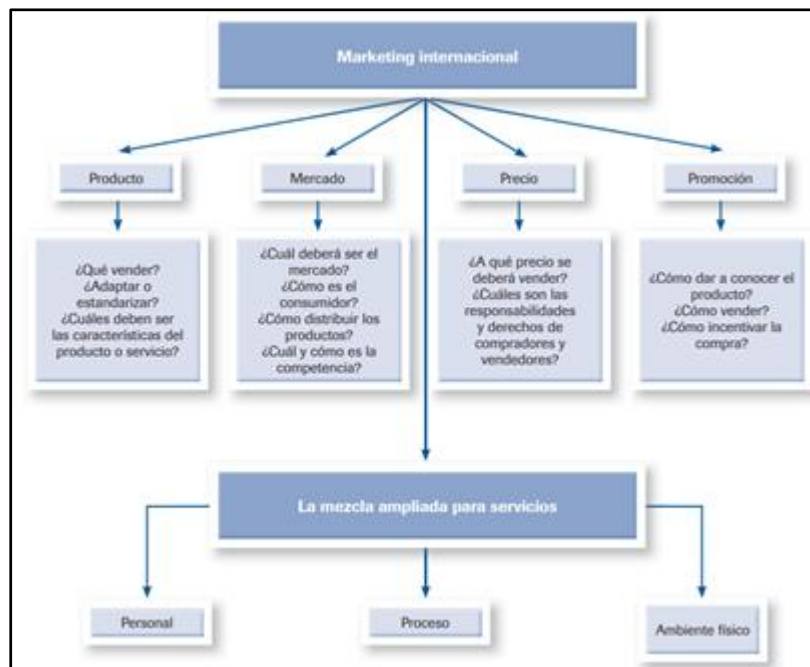 Marketing internacional
Producto
Mercado
Precio
Promoción
¿Qué vender?
¿Adaptar o
estandarizar?
¿Cuáles deben ser
las características del
producto o servicio?
¿Cuál deberá ser el
mercado?
¿Cómo es el
consumidor?
¿Cómo distribuir los
productos?
¿Cuál y cómo es la
competencia?
¿A qué precio se
deberá vender?
¿Cuáles son las
responsabilidades
y derechos de
compradores y
vendedores?
¿Cómo dar a conocer el
producto?
¿Cómo vender?
¿Cómo incentivar la
compra?
La mezcla ampliada para servicios
Personal
Proceso
Ambiente físico